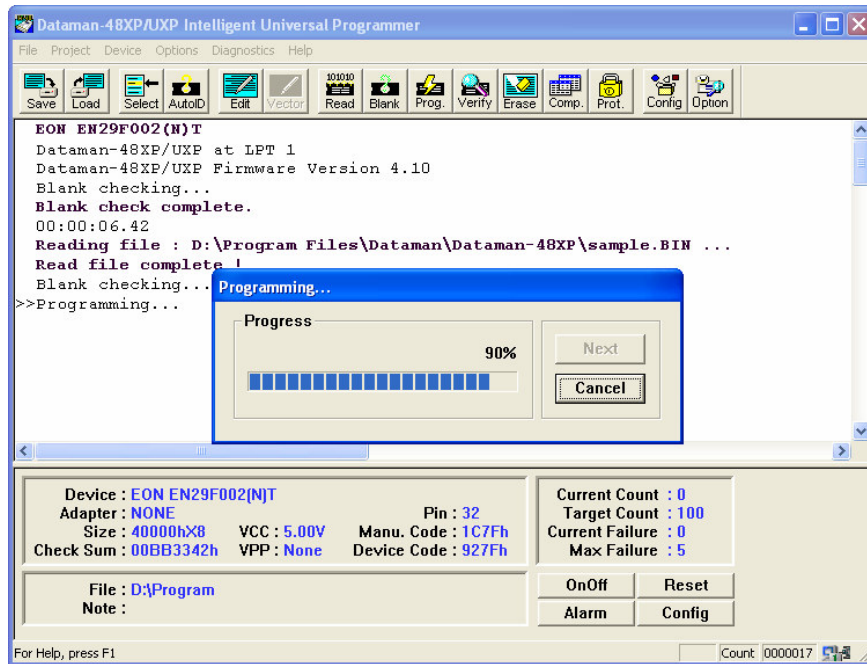 Dataman-48XP/UXP Intelligent Universal Programmer
File Project Device Options Diagnostics Help
101010
Save Load Select AutoID Edit Vector Read Blank Prog. Verify Erase Comp. Prot. Config Option
EON EN29F002(N)T
Dataman-48XP/UXP at LPT 1
Dataman-48XP/UXP Firmware Version 4.10
Blank checking...
Blank check complete.
00:00:06.42
Reading file : D:\Program Files\Dataman\Dataman-48XP\sample.BIN ...
Read file complete !
Blank checking...
>>Programming...
Programming...
Progress
90%
Next
Cancel
Device : EON EN29F002(N)T
Adapter : NONE Pin : 32
Size : 40000hX8 VCC : 5.00V Manu. Code : 1C7Fh
Check Sum : 00BB3342h VPP : None Device Code : 927Fh
Current Count : 0
Target Count : 100
Current Failure : 0
Max Failure : 5
File : D:\Program
Note :
OnOff Reset
Alarm Config
For Help, press F1
Count 0000017